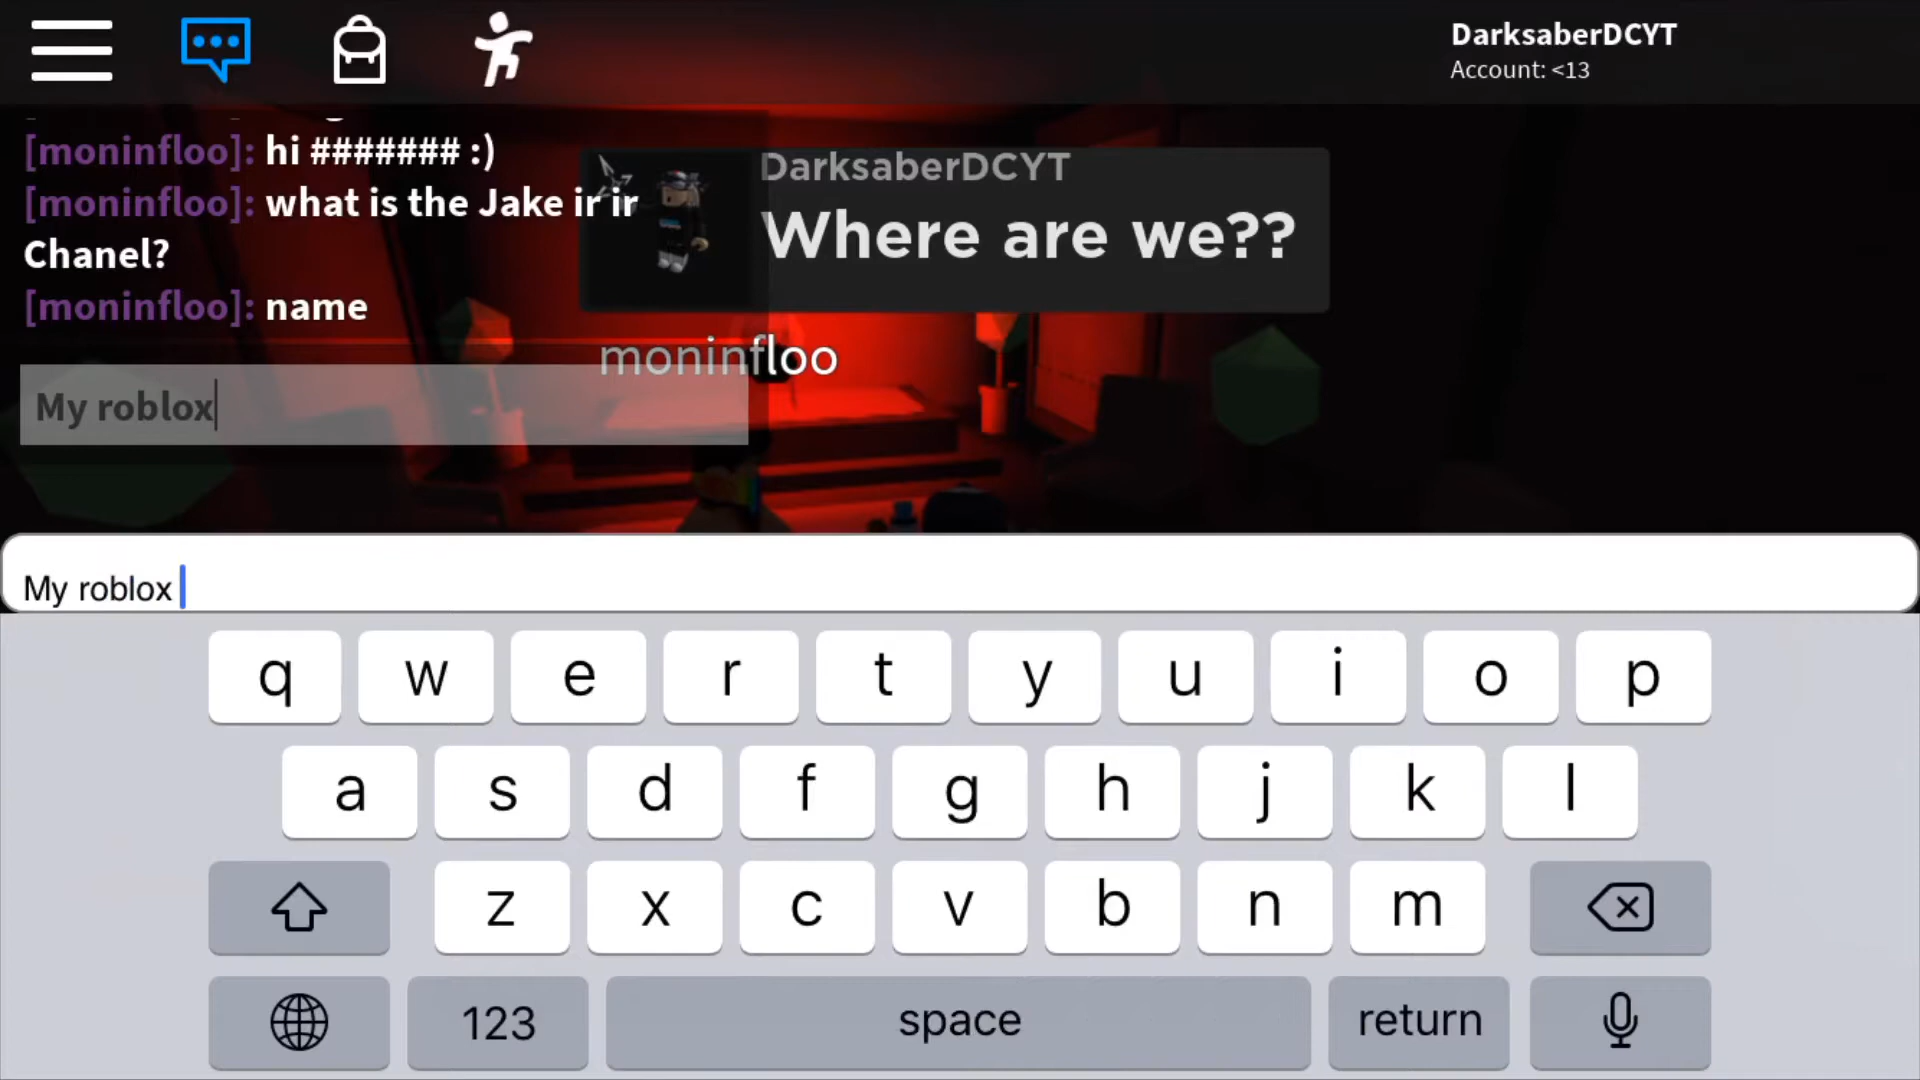 DarksaberDCYT
Account: <13
[moninfloo]: hi ####### :)
[moninfloo]: what is the Jake ir ir
Chanel?
[moninfloo]: name
DarksaberDCYT
Where are we??
moninfloo
My roblox
My roblox
q w e r t y u i o p
a s d f g h j k l
z x c v b n m
123 space return